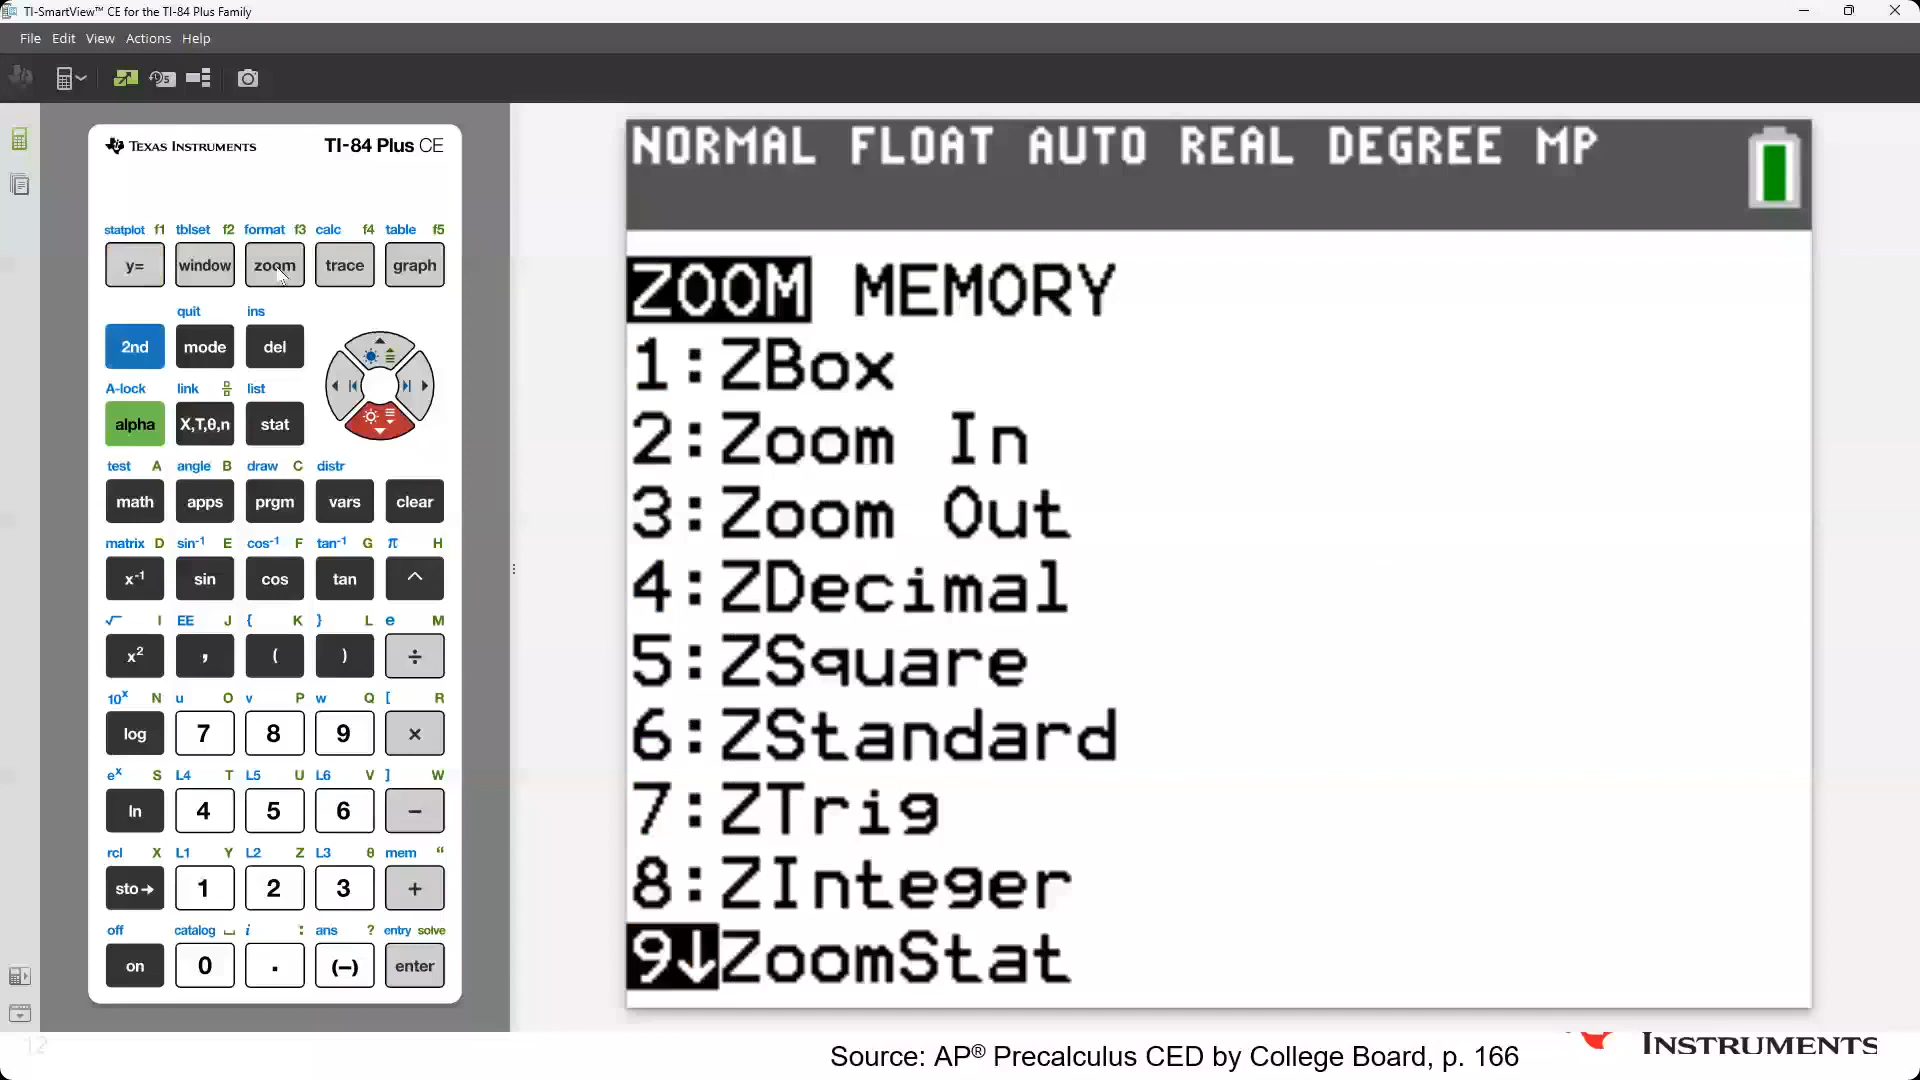 TI-SmartView™ CE for the TI-84 Plus Family
File Edit View Actions Help
TEXAS INSTRUMENTS TI-84 Plus CE
statplot f1 tblset f2 format f3 calc f4 table f5
y= window zoom trace graph
quit ins
2nd mode del
A-lock link list
alpha X,T,θ,n stat
test A angle B draw C distr
math apps prgm vars clear
matrix D sin⁻¹ E cos⁻¹ F tan⁻¹ G π H
x⁻¹ sin cos tan ^
√ I EE J { K } L e M
x² , ( ) ÷
10ˣ N u O v P w Q [ R
log 7 8 9 ×
eˣ S L4 T L5 U L6 V ] W
ln 4 5 6 −
rcl X L1 Y L2 Z L3 θ mem “
sto→ 1 2 3 +
off catalog ⎵ i : ans ? entry solve
on 0 . (−) enter
NORMAL FLOAT AUTO REAL DEGREE MP
ZOOM MEMORY
1:ZBox
2:Zoom In
3:Zoom Out
4:ZDecimal
5:ZSquare
6:ZStandard
7:ZTrig
8:ZInteger
9↓ZoomStat
12
Source: AP® Precalculus CED by College Board, p. 166
INSTRUMENTS